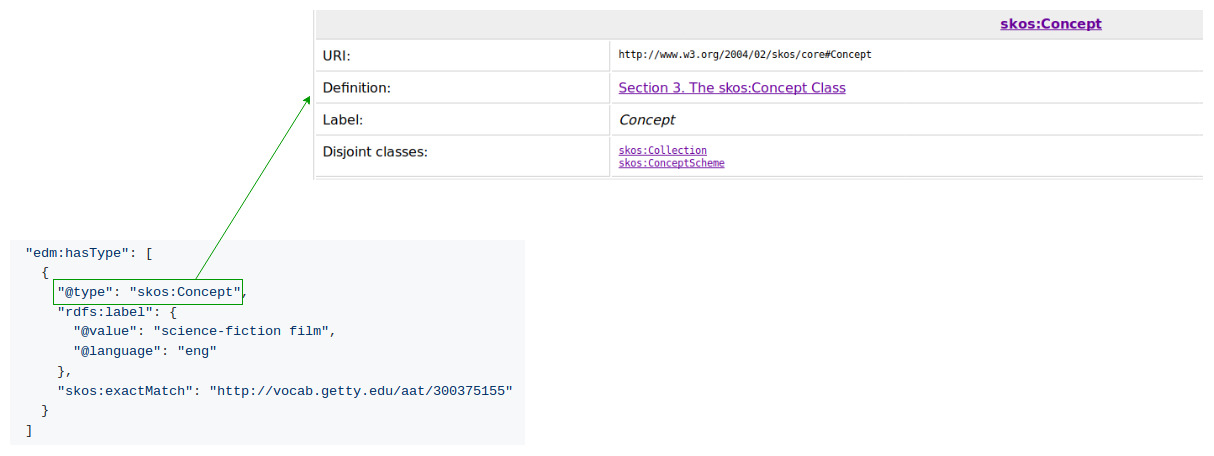 skos:Concept
URI: http://www.w3.org/2004/02/skos/core#Concept
Definition: Section 3. The skos:Concept Class
Label: Concept
Disjoint classes: skos:Collection
skos:ConceptScheme
"edm:hasType": [
{
"@type": "skos:Concept",
"rdfs:label": {
"@value": "science-fiction film",
"@language": "eng"
},
"skos:exactMatch": "http://vocab.getty.edu/aat/300375155"
}
]